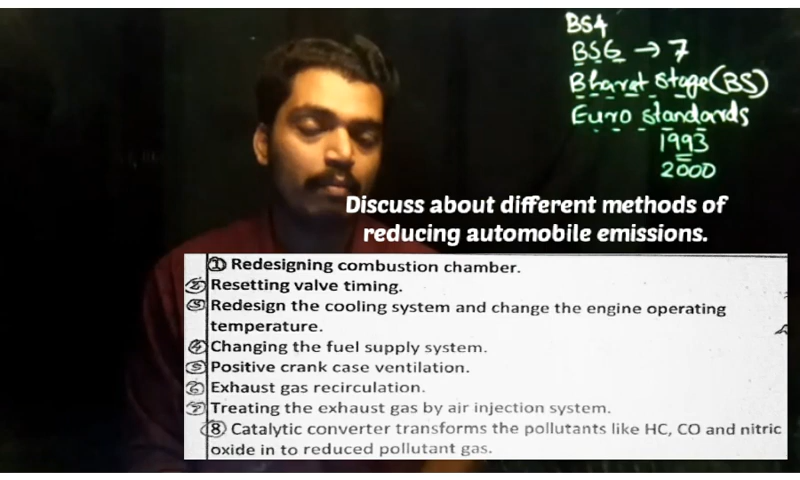 BS4
BS6 → 7
Bharat stage (BS)
Euro standards
1993
2000
Discuss about different methods of
reducing automobile emissions.
① Redesigning combustion chamber.
② Resetting valve timing.
③ Redesign the cooling system and change the engine operating
temperature.
④ Changing the fuel supply system.
⑤ Positive crank case ventilation.
⑥ Exhaust gas recirculation.
⑦ Treating the exhaust gas by air injection system.
⑧ Catalytic converter transforms the pollutants like HC, CO and nitric
oxide in to reduced pollutant gas.